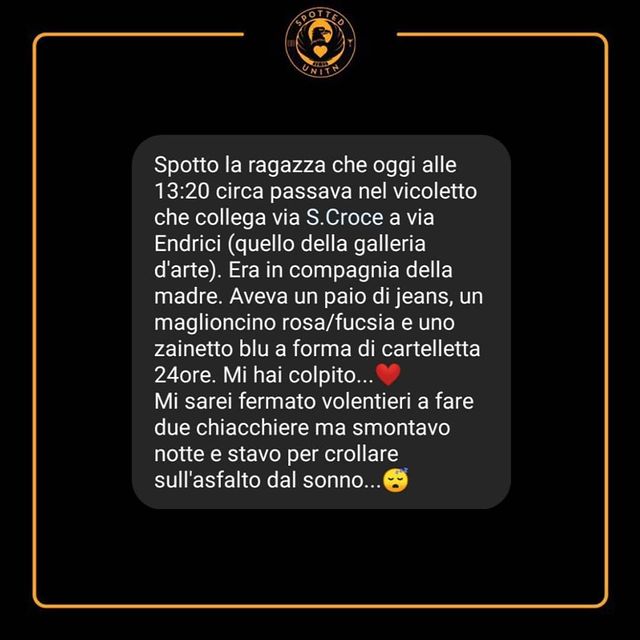 SPOTTED
UNITN
Spotto la ragazza che oggi alle
13:20 circa passava nel vicoletto
che collega via S.Croce a via
Endrici (quello della galleria
d'arte). Era in compagnia della
madre. Aveva un paio di jeans, un
maglioncino rosa/fucsia e uno
zainetto blu a forma di cartelletta
24ore. Mi hai colpito...❤️
Mi sarei fermato volentieri a fare
due chiacchiere ma smontavo
notte e stavo per crollare
sull'asfalto dal sonno...😴